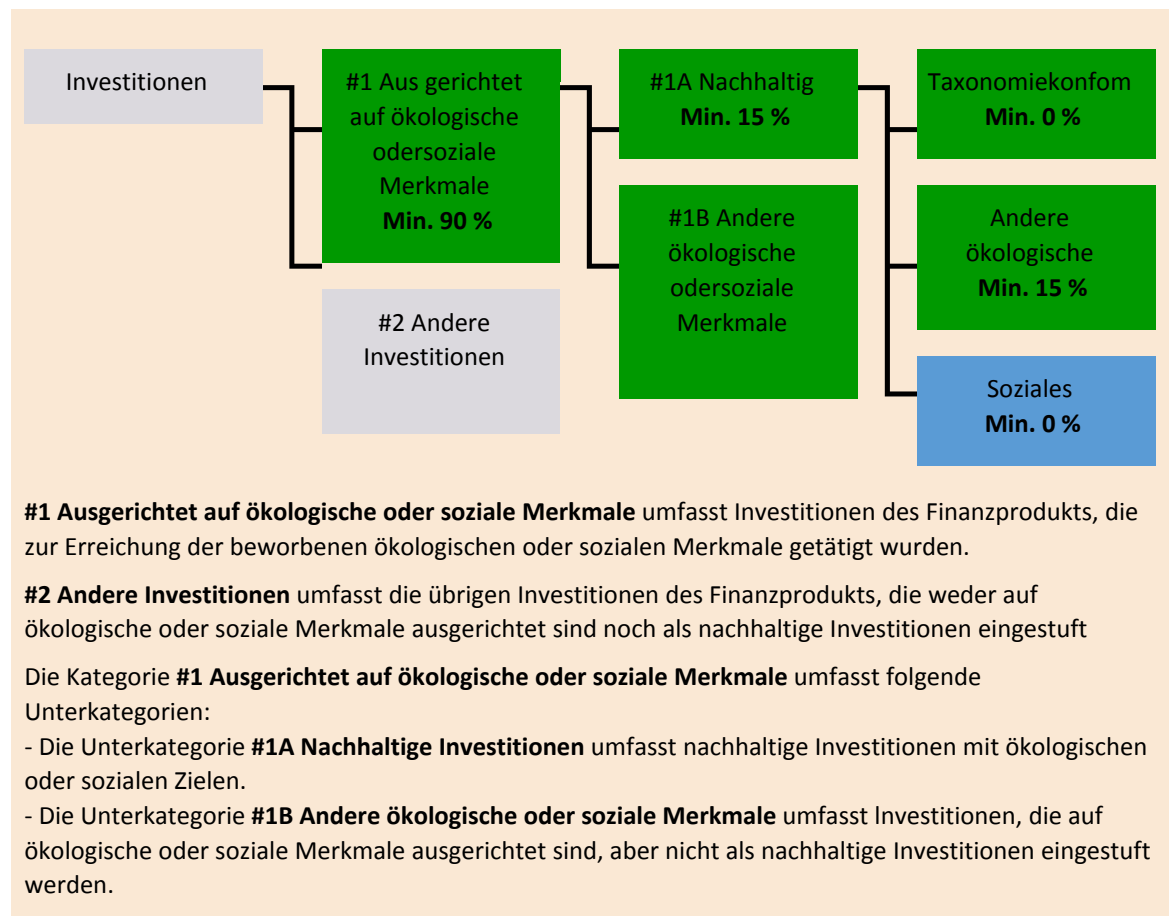 Investitionen
#1 Aus gerichtet
auf ökologische
odersoziale
Merkmale
Min. 90 %
#2 Andere
Investitionen
#1A Nachhaltig
Min. 15 %
#1B Andere
ökologische
odersoziale
Merkmale
Taxonomiekonfom
Min. 0 %
Andere
ökologische
Min. 15 %
Soziales
Min. 0 %
#1 Ausgerichtet auf ökologische oder soziale Merkmale umfasst Investitionen des Finanzprodukts, die
zur Erreichung der beworbenen ökologischen oder sozialen Merkmale getätigt wurden.
#2 Andere Investitionen umfasst die übrigen Investitionen des Finanzprodukts, die weder auf
ökologische oder soziale Merkmale ausgerichtet sind noch als nachhaltige Investitionen eingestuft
Die Kategorie #1 Ausgerichtet auf ökologische oder soziale Merkmale umfasst folgende
Unterkategorien:
- Die Unterkategorie #1A Nachhaltige Investitionen umfasst nachhaltige Investitionen mit ökologischen
oder sozialen Zielen.
- Die Unterkategorie #1B Andere ökologische oder soziale Merkmale umfasst lnvestitionen, die auf
ökologische oder soziale Merkmale ausgerichtet sind, aber nicht als nachhaltige Investitionen eingestuft
werden.